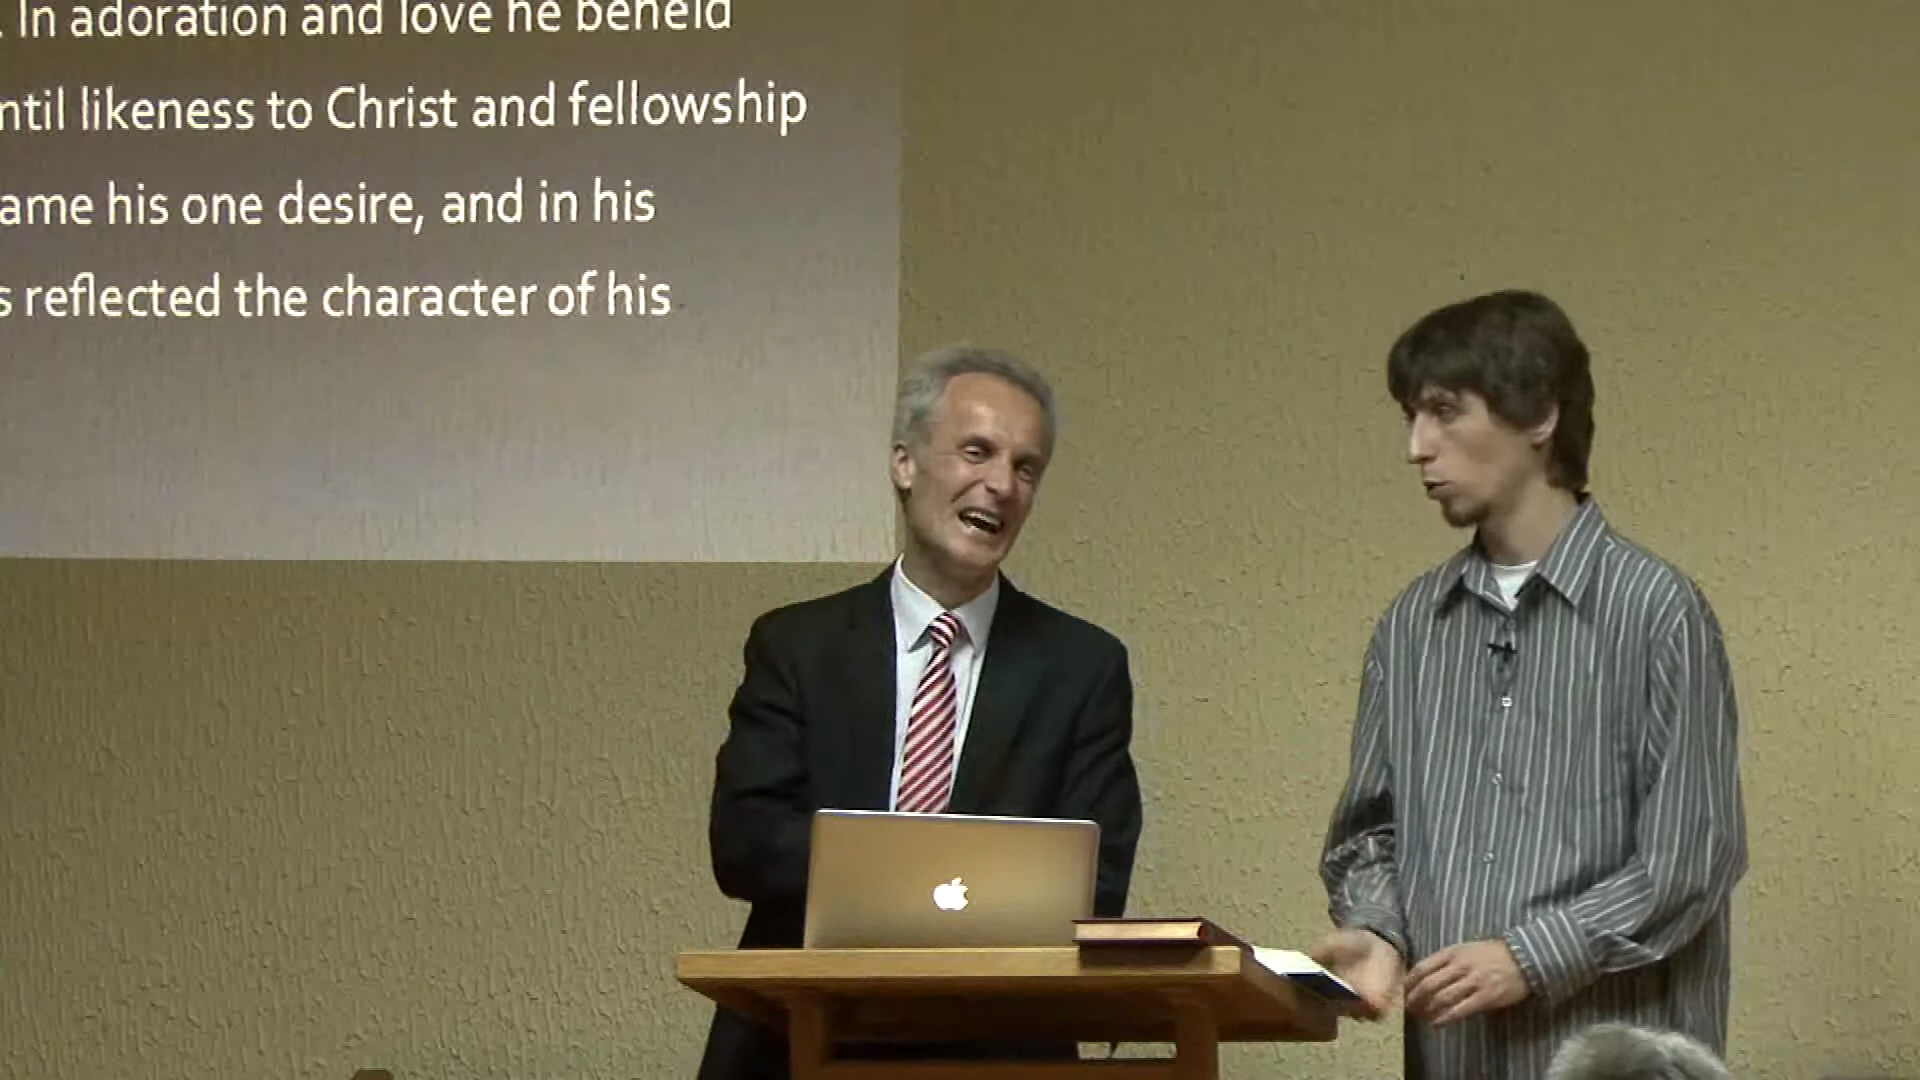 . In adoration and love he beheld
ntil likeness to Christ and fellowship
ame his one desire, and in his
s reflected the character of his